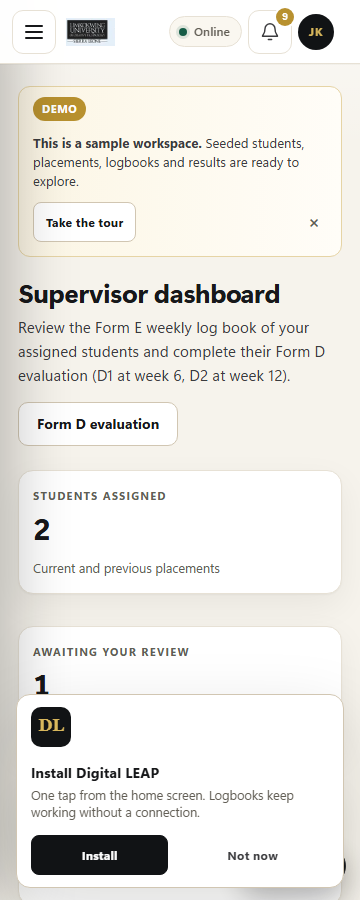 LIMKOKWING
UNIVERSITY
SIERRA LEONE
Online
9
JK
DEMO
This is a sample workspace. Seeded students,
placements, logbooks and results are ready to
explore.
Take the tour
×
Supervisor dashboard
Review the Form E weekly log book of your
assigned students and complete their Form D
evaluation (D1 at week 6, D2 at week 12).
Form D evaluation
STUDENTS ASSIGNED
2
Current and previous placements
AWAITING YOUR REVIEW
1
DL
Install Digital LEAP
One tap from the home screen. Logbooks keep
working without a connection.
Install
Not now